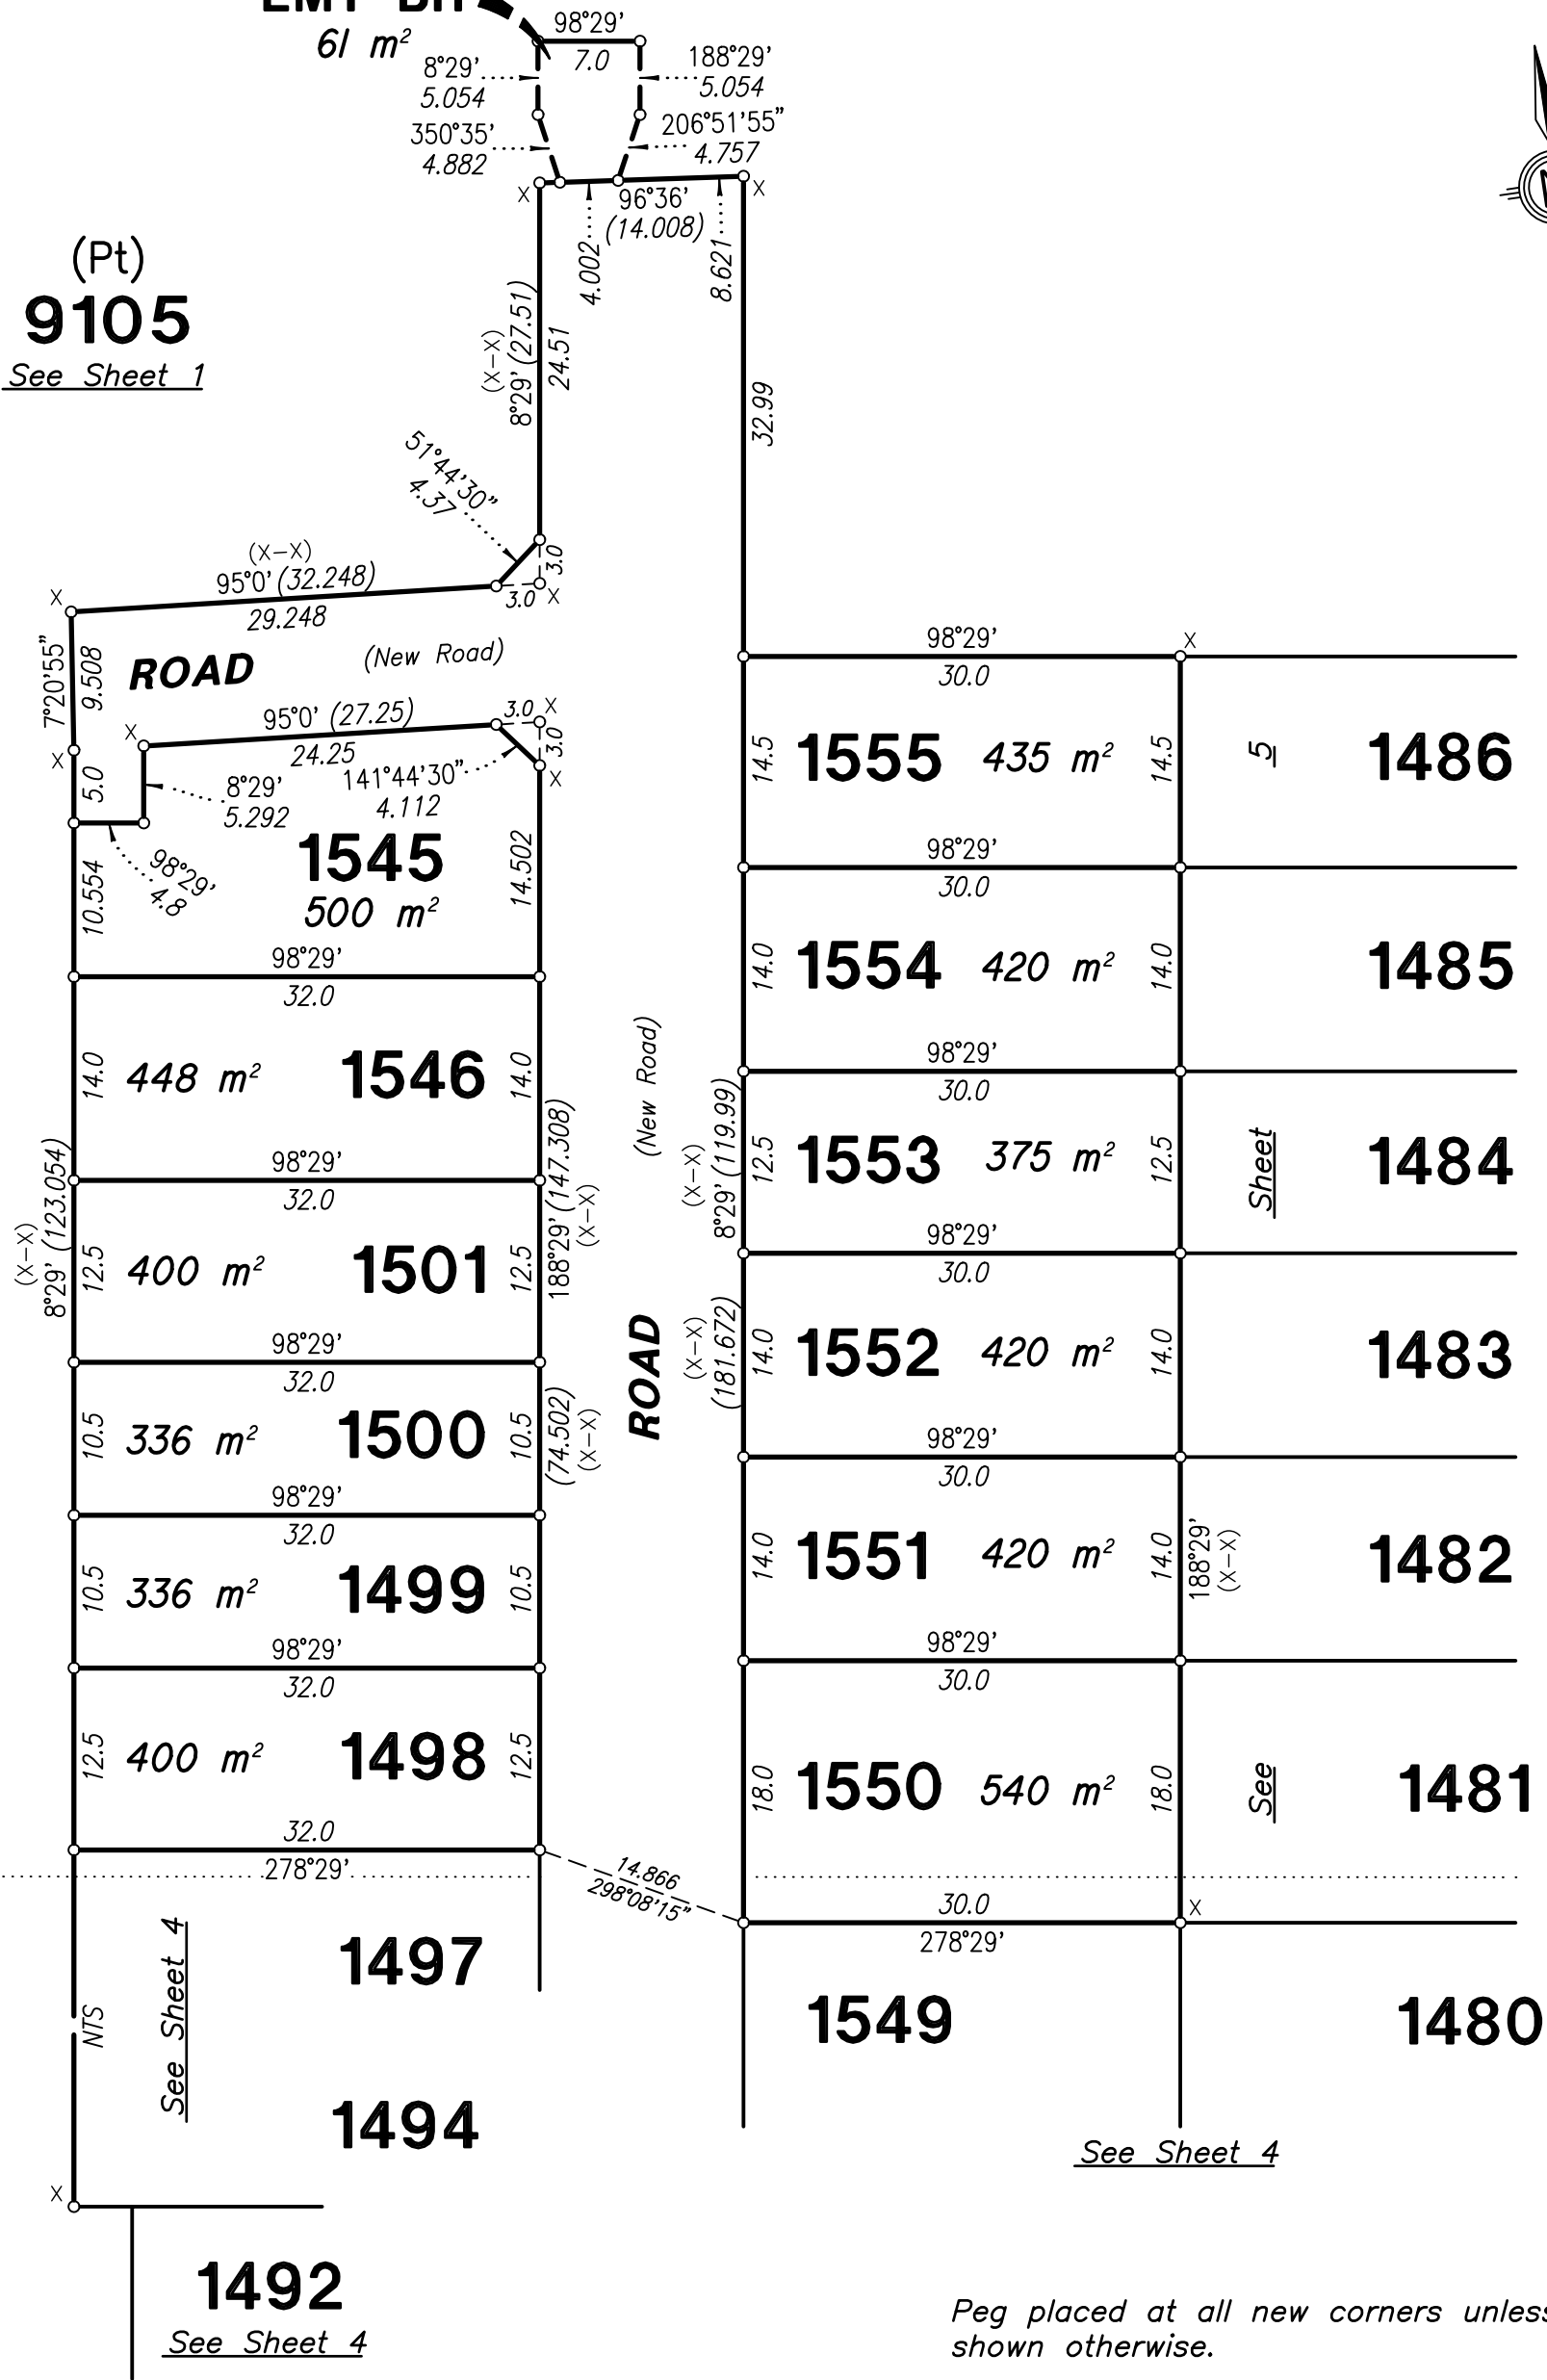 61 m²
98°29'
7.0
8°29'
5.054
188°29'
5.054
350°35'
4.882
206°51'55"
4.757
X
X
96°36'
(14.008)
4.002
8.621
(Pt)
9105
See Sheet 1
(X-X)
8°29' (27.51)
24.51
32.99
51°44'30"
4.37
3.0
3.0
X
(X-X)
95°0' (32.248)
29.248
X
7°20'55"
9.508
ROAD
(New Road)
X
X
95°0' (27.25)
24.25
3.0
X
3.0
X
141°44'30"
4.112
5.0
8°29'
5.292
98°29'
4.8
10.554
1545
500 m²
14.502
98°29'
32.0
14.0
448 m²
1546
14.0
98°29'
32.0
(X-X)
8°29' (123.054)
12.5
400 m²
1501
12.5
188°29' (147.308)
(X-X)
98°29'
32.0
10.5
336 m²
1500
10.5
(74.502)
(X-X)
98°29'
32.0
10.5
336 m²
1499
10.5
98°29'
32.0
12.5
400 m²
1498
12.5
32.0
278°29'
14.866
298°08'15"
See Sheet 4
1497
NTS
1494
X
1492
See Sheet 4
(New Road)
ROAD
(X-X)
8°29' (119.99)
(X-X)
(181.672)
98°29'
X
30.0
14.5
1555
435 m²
14.5
5
1486
98°29'
30.0
14.0
1554
420 m²
14.0
1485
98°29'
30.0
12.5
1553
375 m²
12.5
Sheet
1484
98°29'
30.0
14.0
1552
420 m²
14.0
1483
98°29'
30.0
14.0
1551
420 m²
14.0
188°29'
(X-X)
1482
98°29'
30.0
18.0
1550
540 m²
18.0
See
1481
30.0
X
278°29'
1549
1480
See Sheet 4
Peg placed at all new corners unless
shown otherwise.